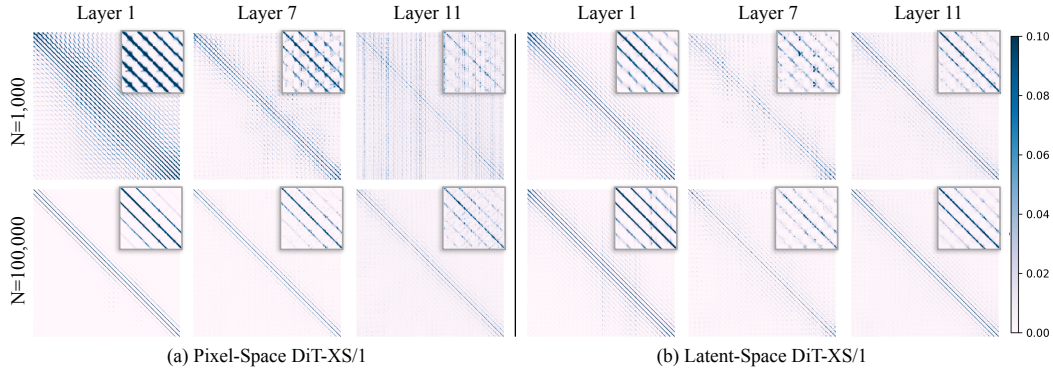 Layer 1 Layer 7 Layer 11 Layer 1 Layer 7 Layer 11
N=1,000
N=100,000
0.10
0.08
0.06
0.04
0.02
0.00
(a) Pixel-Space DiT-XS/1 (b) Latent-Space DiT-XS/1